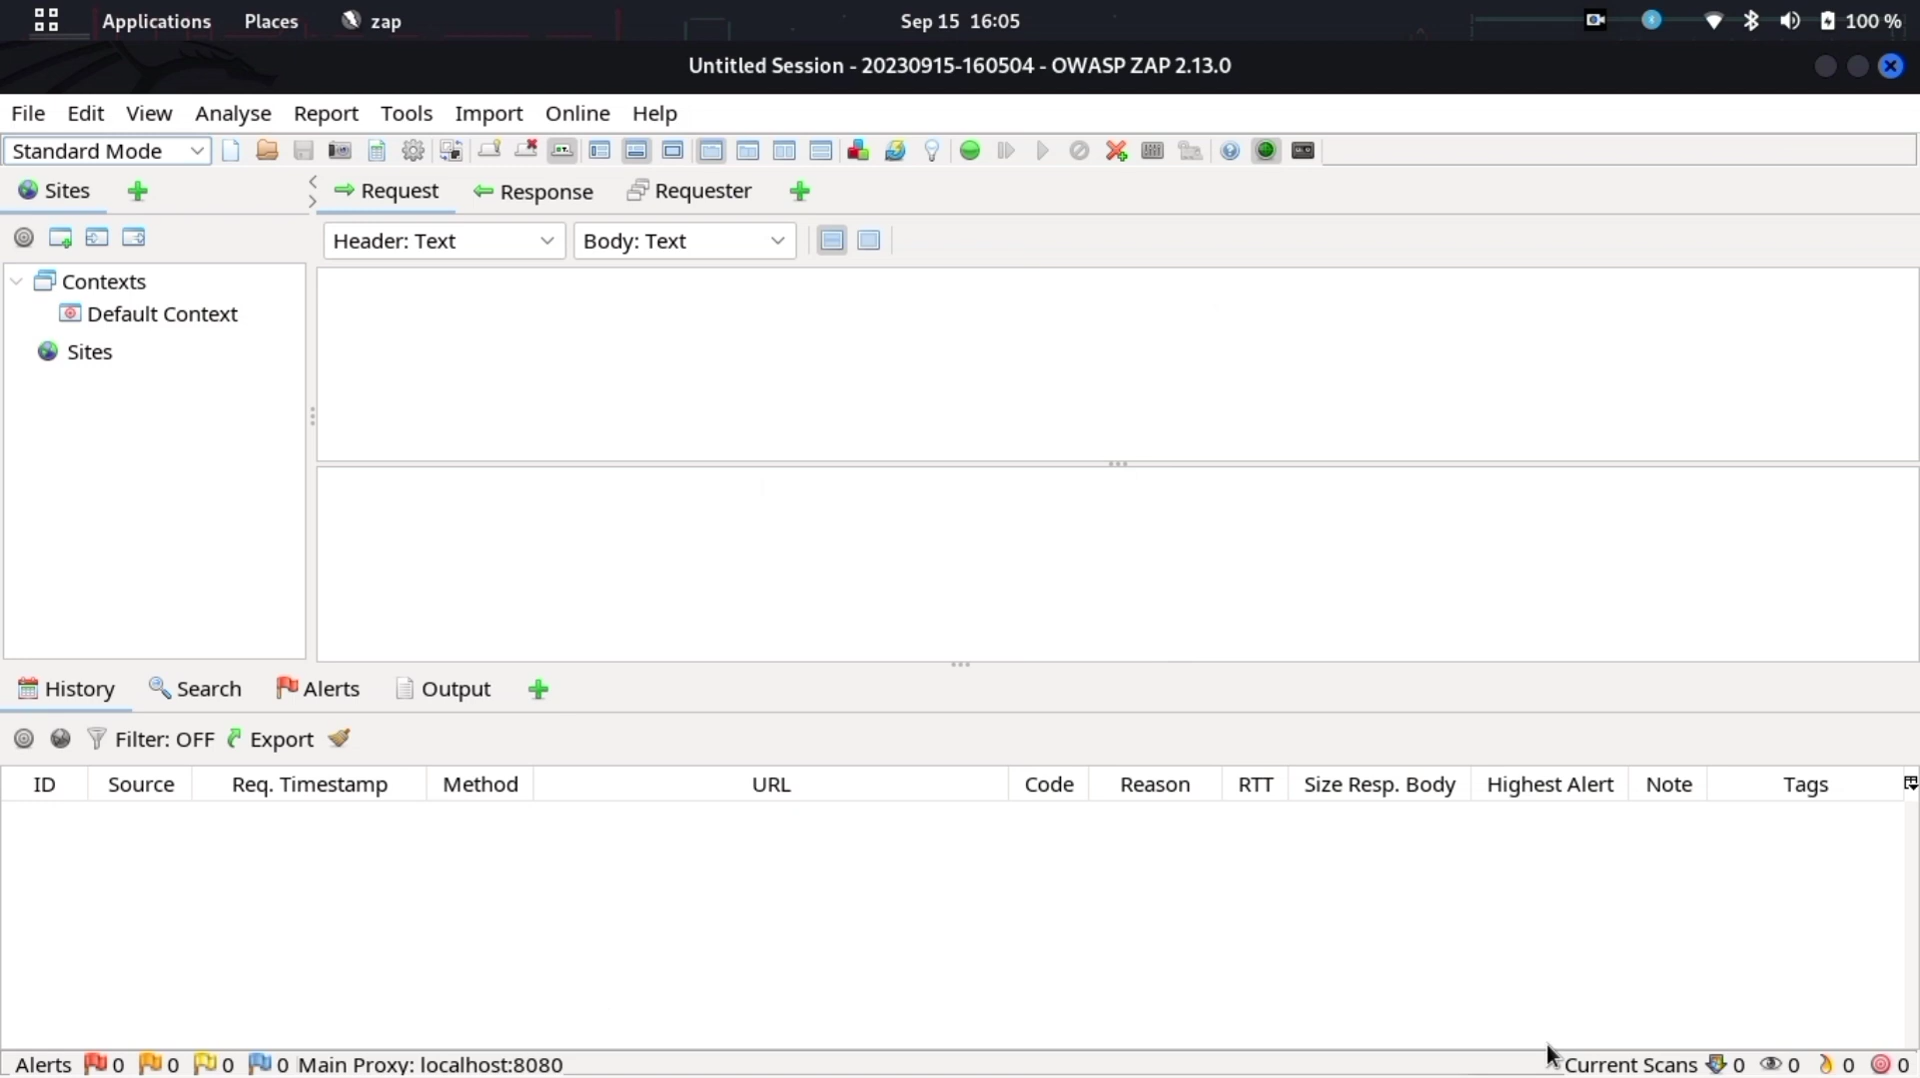 Applications Places zap Sep 15 16:05 100 %
Untitled Session - 20230915-160504 - OWASP ZAP 2.13.0
File Edit View Analyse Report Tools Import Online Help
Standard Mode
Sites Request Response Requester
Header: Text Body: Text
Contexts
Default Context
Sites
History Search Alerts Output
Filter: OFF Export
ID Source Req. Timestamp Method URL Code Reason RTT Size Resp. Body Highest Alert Note Tags
Alerts 0 0 0 0 Main Proxy: localhost:8080 Current Scans 0 0 0 0